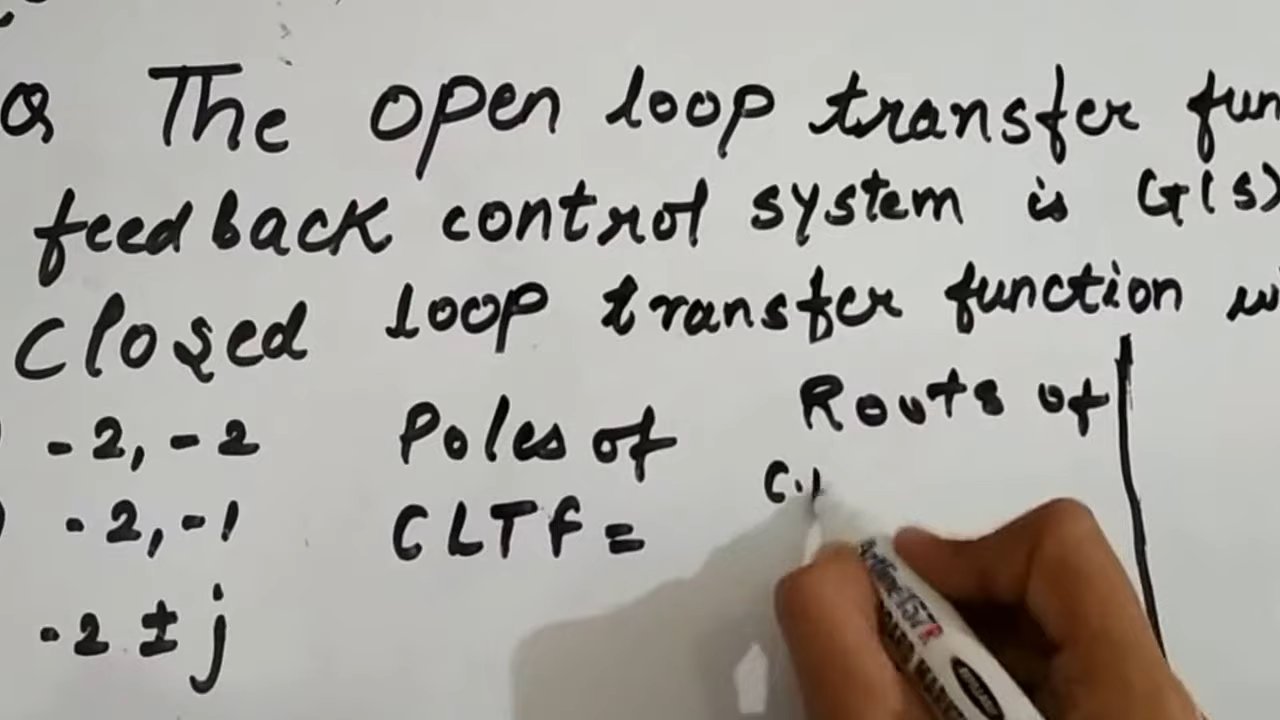 Q The open loop transfer fun
feedback control system is G(s)
Closed loop transfer function wi
-2, -2
-2, -1
-2 ± j
Poles of
CLTF =
Roots of
C.